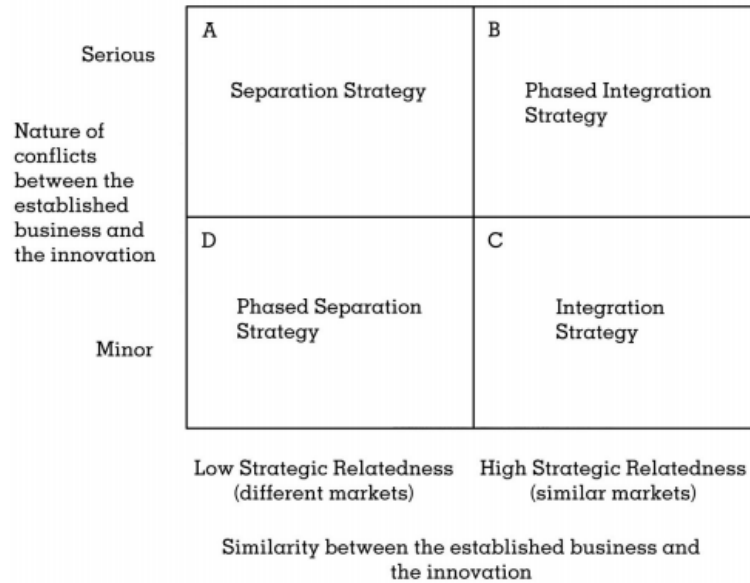 A
B
Serious
Separation Strategy
Phased Integration
Strategy
Nature of
conflicts
between the
established
business and
the innovation
D
C
Phased Separation
Strategy
Integration
Strategy
Minor
Low Strategic Relatedness
(different markets)
High Strategic Relatedness
(similar markets)
Similarity between the established business and
the innovation